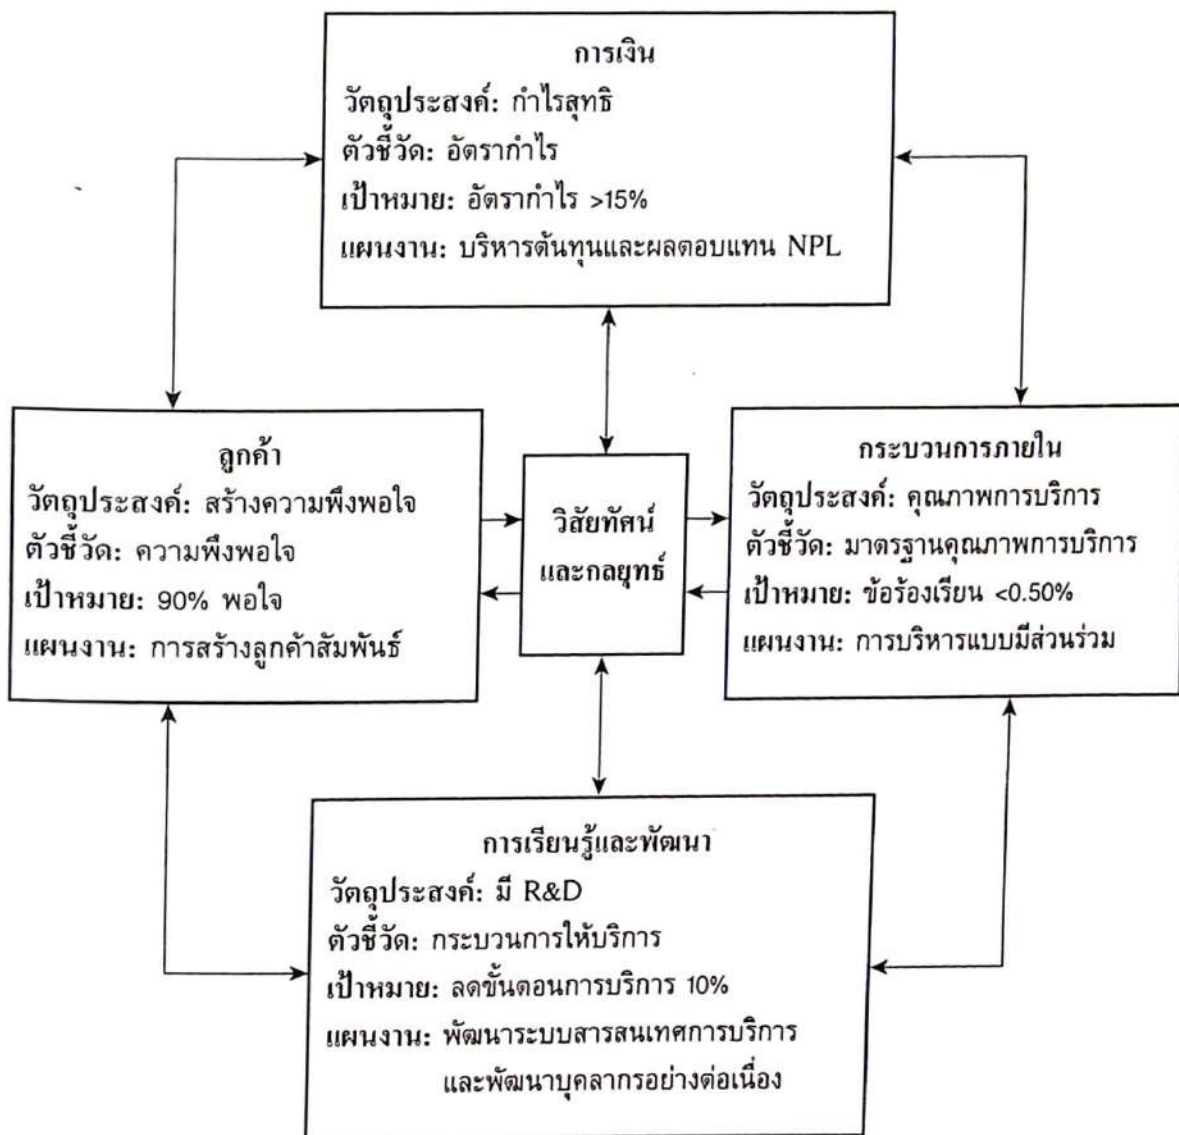 การเงิน
วัตถุประสงค์: กำไรสุทธิ
ตัวชี้วัด: อัตรากำไร
เป้าหมาย: อัตรากำไร >15%
แผนงาน: บริหารต้นทุนและผลตอบแทน NPL
ลูกค้า
วัตถุประสงค์: สร้างความพึงพอใจ
ตัวชี้วัด: ความพึงพอใจ
เป้าหมาย: 90% พอใจ
แผนงาน: การสร้างลูกค้าสัมพันธ์
วิสัยทัศน์
และกลยุทธ์
กระบวนการภายใน
วัตถุประสงค์: คุณภาพการบริการ
ตัวชี้วัด: มาตรฐานคุณภาพการบริการ
เป้าหมาย: ข้อร้องเรียน <0.50%
แผนงาน: การบริหารแบบมีส่วนร่วม
การเรียนรู้และพัฒนา
วัตถุประสงค์: มี R&D
ตัวชี้วัด: กระบวนการให้บริการ
เป้าหมาย: ลดขั้นตอนการบริการ 10%
แผนงาน: พัฒนาระบบสารสนเทศการบริการ
และพัฒนาบุคลากรอย่างต่อเนื่อง